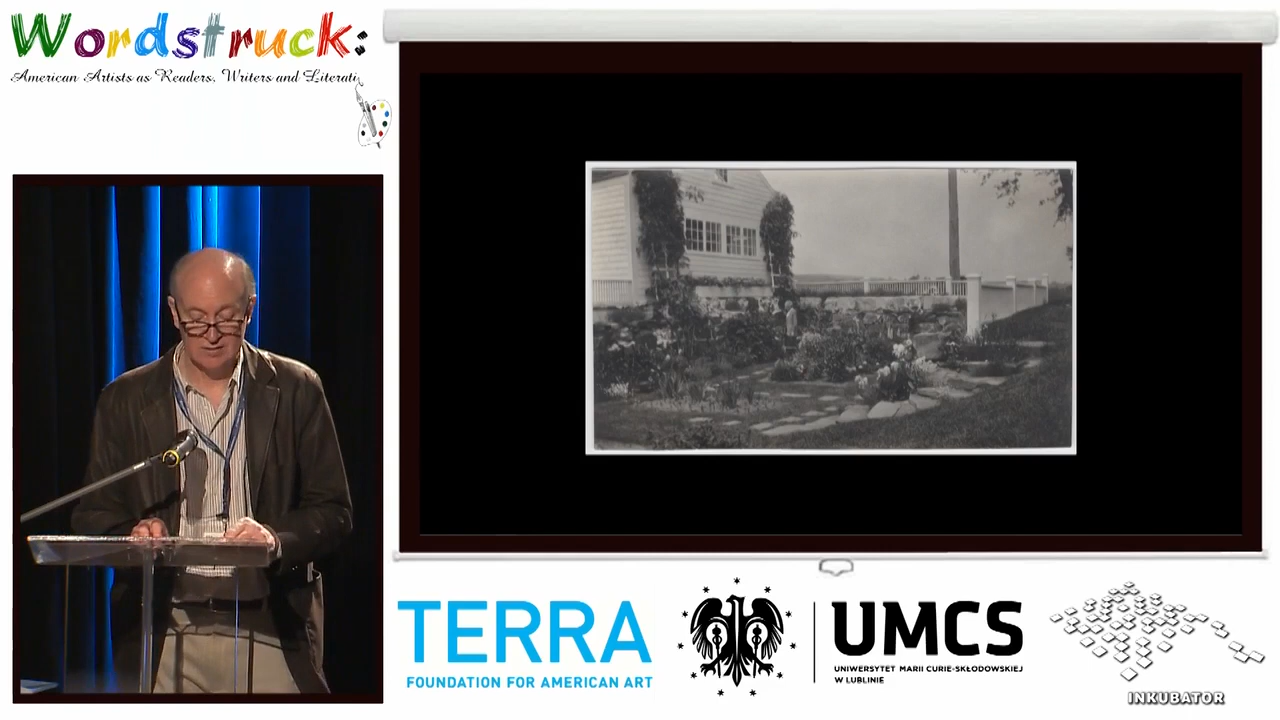 Wordstruck:
American Artists as Readers, Writers and Literati
TERRA
FOUNDATION FOR AMERICAN ART
UMCS
UNIWERSYTET MARII CURIE-SKŁODOWSKIEJ
W LUBLINIE
INKUBATOR